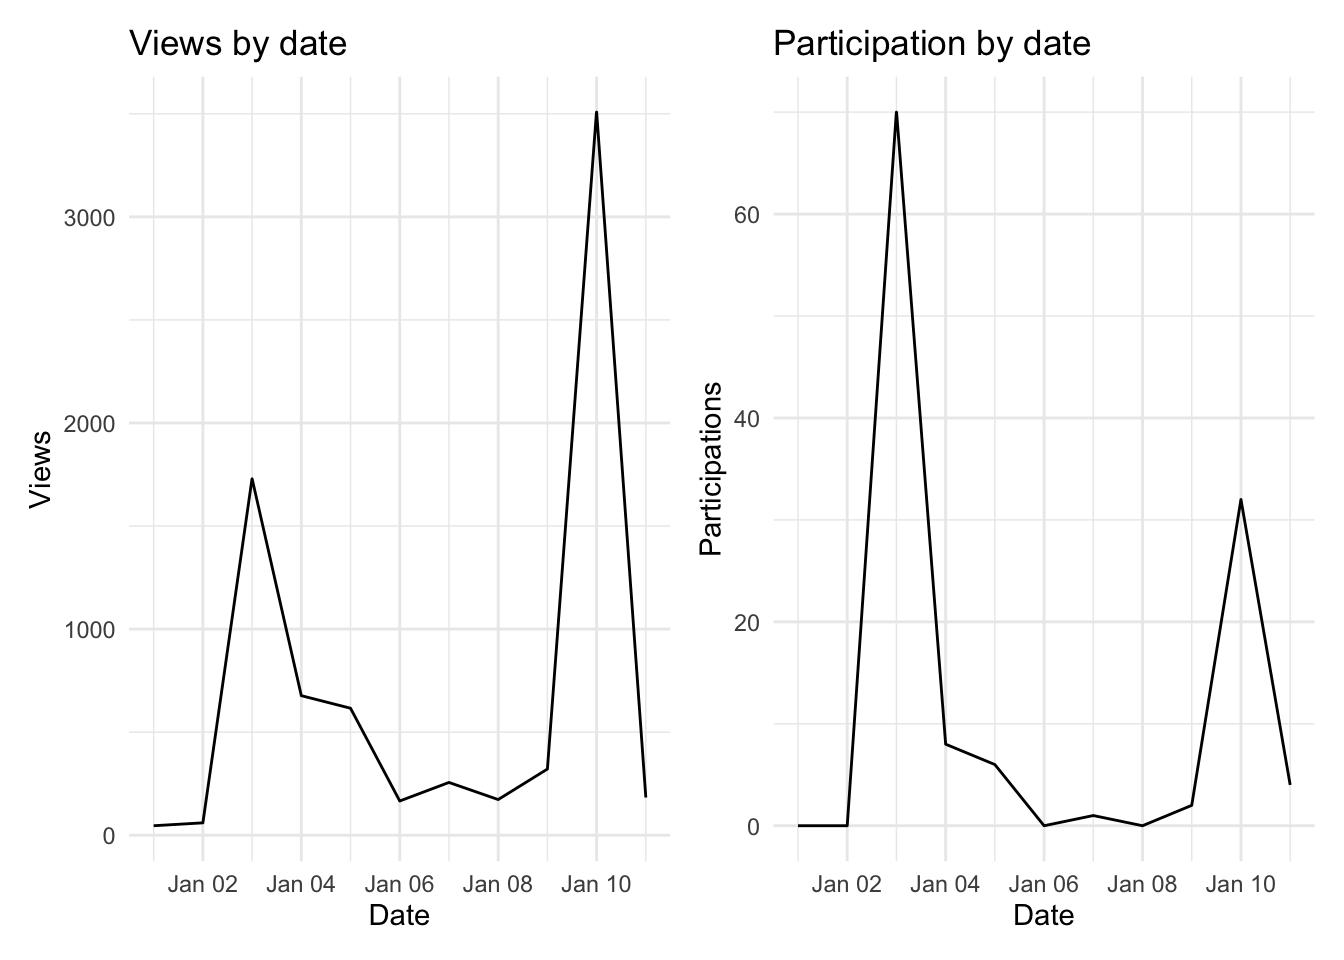 Views by date
Views
3000
2000
1000
0
Jan 02 Jan 04 Jan 06 Jan 08 Jan 10
Date
Participation by date
Participations
60
40
20
0
Jan 02 Jan 04 Jan 06 Jan 08 Jan 10
Date